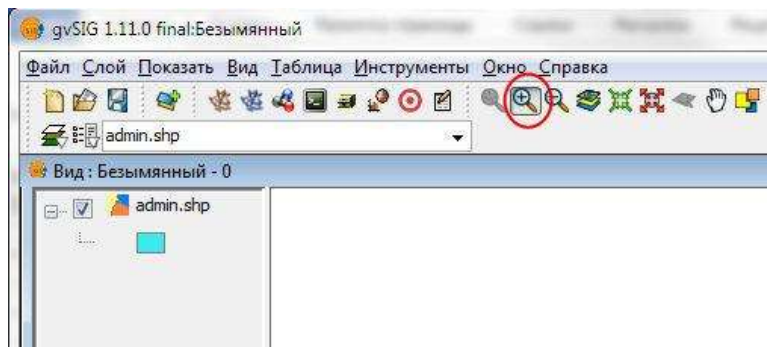 gvSIG 1.11.0 final:Безымянный
Файл Слой Показать Вид Таблица Инструменты Окно Справка
admin.shp
Вид : Безымянный - 0
admin.shp